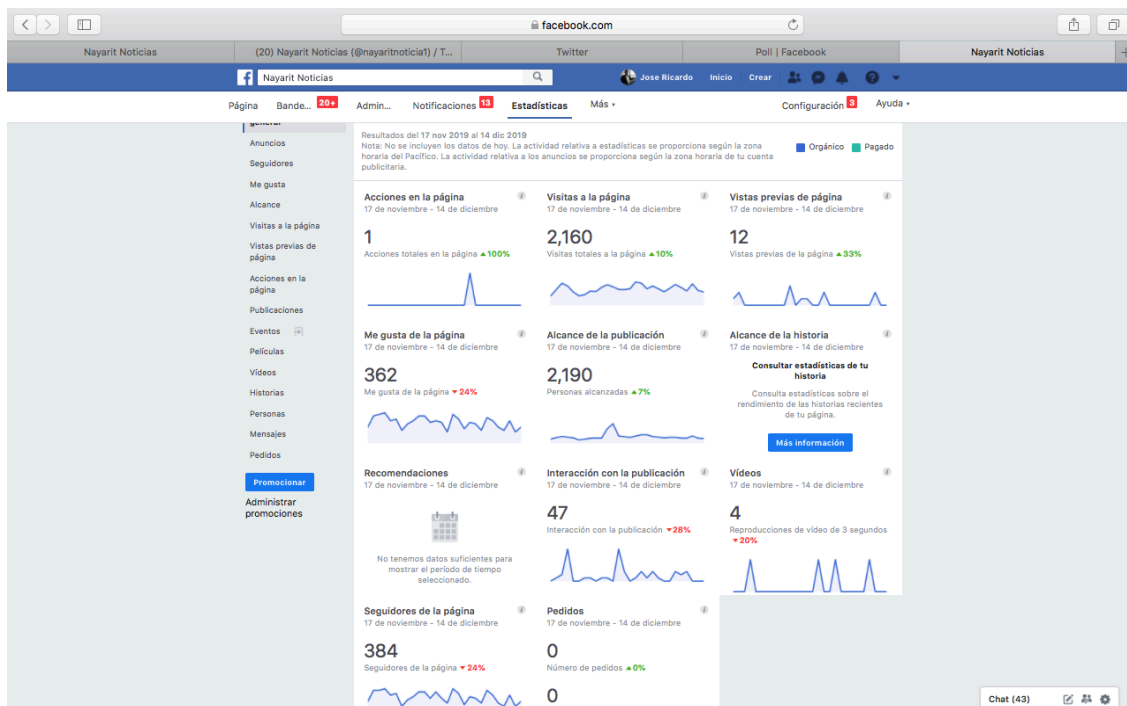 facebook.com
Nayarit Noticias
(20) Nayarit Noticias (@nayaritnoticia1) / T...
Twitter
Poll | Facebook
Nayarit Noticias
Nayarit Noticias
Jose Ricardo
Inicio
Crear
Página
Bande... 20+
Admin...
Notificaciones 13
Estadísticas
Más
Configuración 3
Ayuda
general
Anuncios
Seguidores
Me gusta
Alcance
Visitas a la página
Vistas previas de
página
Acciones en la
página
Publicaciones
Eventos
Películas
Vídeos
Historias
Personas
Mensajes
Pedidos
Promocionar
Administrar
promociones
Resultados del 17 nov 2019 al 14 dic 2019
Nota: No se incluyen los datos de hoy. La actividad relativa a estadísticas se proporciona según la zona
horaria del Pacífico. La actividad relativa a los anuncios se proporciona según la zona horaria de tu cuenta
publicitaria.
Orgánico
Pagado
Acciones en la página
17 de noviembre - 14 de diciembre
1
Acciones totales en la página ▲100%
Visitas a la página
17 de noviembre - 14 de diciembre
2,160
Visitas totales a la página ▲10%
Vistas previas de página
17 de noviembre - 14 de diciembre
12
Vistas previas de la página ▲33%
Me gusta de la página
17 de noviembre - 14 de diciembre
362
Me gusta de la página ▼24%
Alcance de la publicación
17 de noviembre - 14 de diciembre
2,190
Personas alcanzadas ▲7%
Alcance de la historia
17 de noviembre - 14 de diciembre
Consultar estadísticas de tu
historia
Consulta estadísticas sobre el
rendimiento de las historias recientes
de tu página.
Más información
Recomendaciones
17 de noviembre - 14 de diciembre
No tenemos datos suficientes para
mostrar el período de tiempo
seleccionado.
Interacción con la publicación
17 de noviembre - 14 de diciembre
47
Interacción con la publicación ▼28%
Vídeos
17 de noviembre - 14 de diciembre
4
Reproducciones de vídeo de 3 segundos
▼20%
Seguidores de la página
17 de noviembre - 14 de diciembre
384
Seguidores de la página ▼24%
Pedidos
17 de noviembre - 14 de diciembre
0
Número de pedidos ▲0%
0
Chat (43)